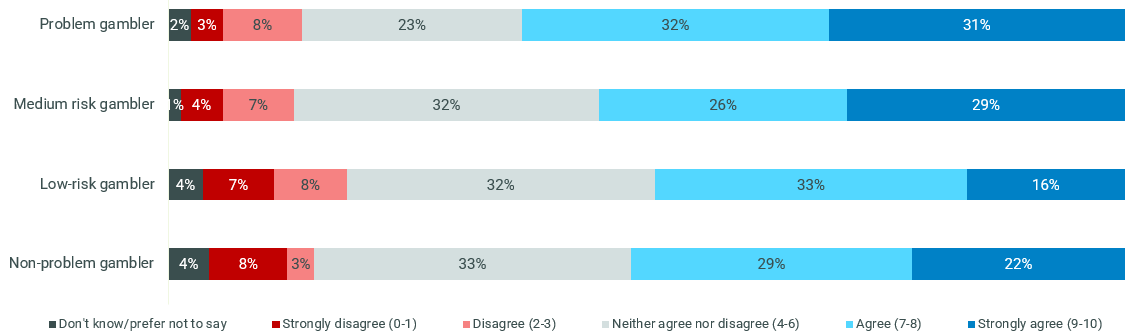 Problem gambler 2% 3% 8% 23% 32% 31%
Medium risk gambler 1% 4% 7% 32% 26% 29%
Low-risk gambler 4% 7% 8% 32% 33% 16%
Non-problem gambler 4% 8% 3% 33% 29% 22%
Don't know/prefer not to say Strongly disagree (0-1) Disagree (2-3) Neither agree nor disagree (4-6) Agree (7-8) Strongly agree (9-10)